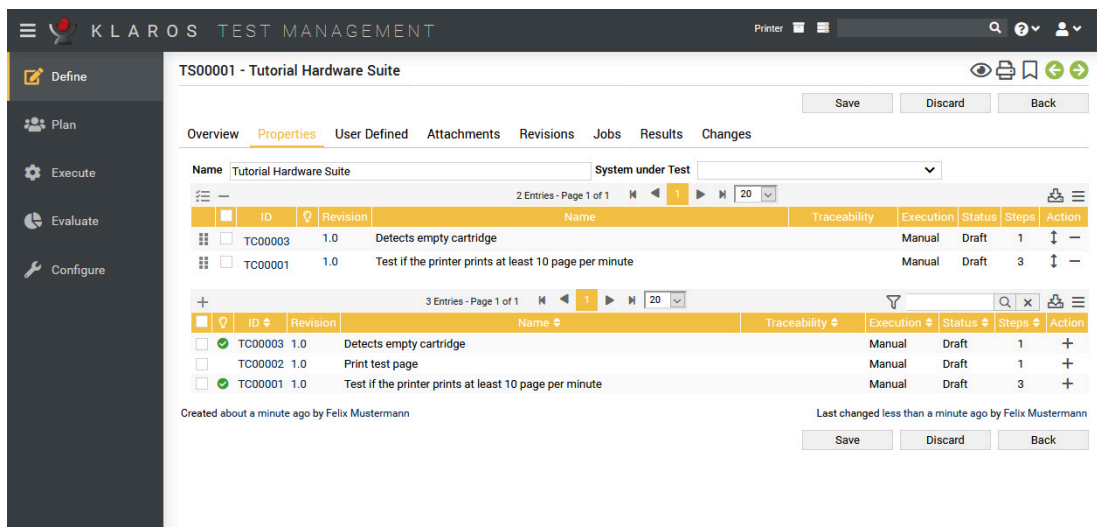 KLAROS TEST MANAGEMENT Printer
Define TS00001 - Tutorial Hardware Suite
Save Discard Back
Plan
Overview Properties User Defined Attachments Revisions Jobs Results Changes
Execute Name Tutorial Hardware Suite System under Test
2 Entries - Page 1 of 1 1 20
Evaluate ID Revision Name Traceability Execution Status Steps Action
TC00003 1.0 Detects empty cartridge Manual Draft 1
Configure TC00001 1.0 Test if the printer prints at least 10 page per minute Manual Draft 3
3 Entries - Page 1 of 1 1 20
ID Revision Name Traceability Execution Status Steps Action
TC00003 1.0 Detects empty cartridge Manual Draft 1
TC00002 1.0 Print test page Manual Draft 1
TC00001 1.0 Test if the printer prints at least 10 page per minute Manual Draft 3
Created about a minute ago by Felix Mustermann Last changed less than a minute ago by Felix Mustermann
Save Discard Back